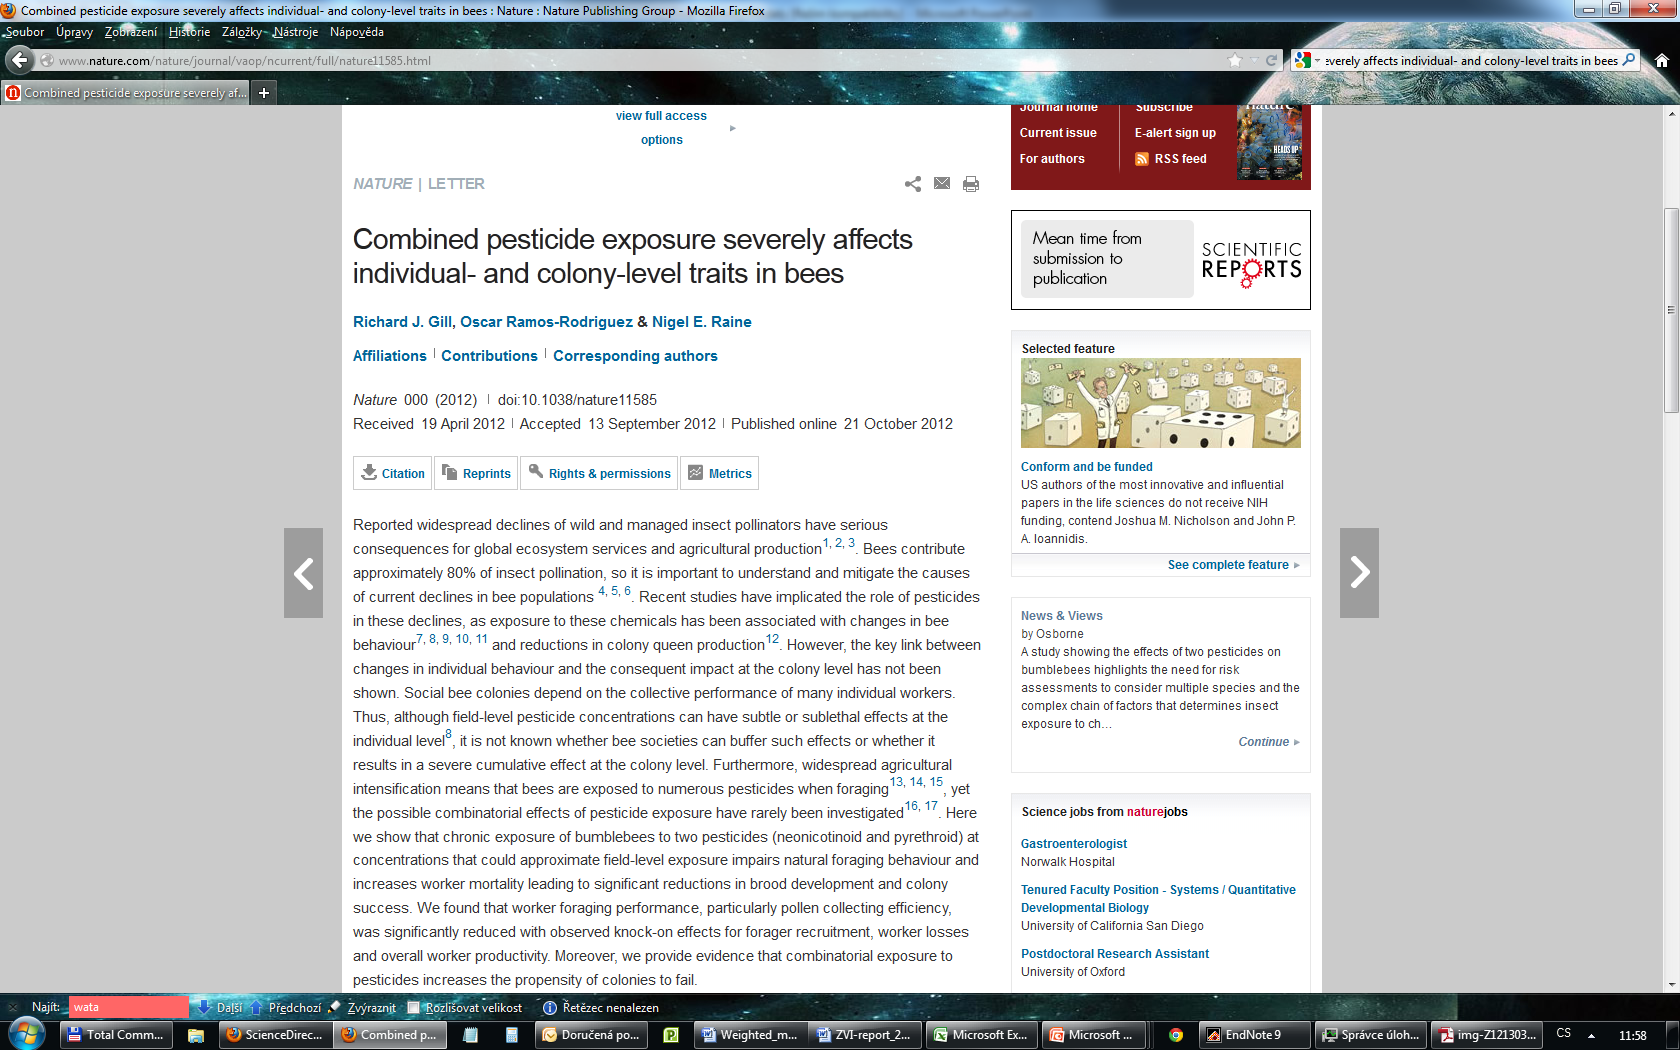 Combined pesticide exposure severely affects individual- and colony-level traits in bees : Nature : Nature Publishing Group - Mozilla Firefox
Soubor Úpravy Zobrazení Historie Záložky Nástroje Nápověda
www.nature.com/nature/journal/vaop/ncurrent/full/nature11585.html
everely affects individual- and colony-level traits in bees
Combined pesticide exposure severely af...
view full access
options
NATURE | LETTER
Combined pesticide exposure severely affects
individual- and colony-level traits in bees
Richard J. Gill, Oscar Ramos-Rodriguez & Nigel E. Raine
Affiliations | Contributions | Corresponding authors
Nature 000 (2012) | doi:10.1038/nature11585
Received 19 April 2012 | Accepted 13 September 2012 | Published online 21 October 2012
Citation Reprints Rights & permissions Metrics
Reported widespread declines of wild and managed insect pollinators have serious
consequences for global ecosystem services and agricultural production1, 2, 3. Bees contribute
approximately 80% of insect pollination, so it is important to understand and mitigate the causes
of current declines in bee populations 4, 5, 6. Recent studies have implicated the role of pesticides
in these declines, as exposure to these chemicals has been associated with changes in bee
behaviour7, 8, 9, 10, 11 and reductions in colony queen production12. However, the key link between
changes in individual behaviour and the consequent impact at the colony level has not been
shown. Social bee colonies depend on the collective performance of many individual workers.
Thus, although field-level pesticide concentrations can have subtle or sublethal effects at the
individual level8, it is not known whether bee societies can buffer such effects or whether it
results in a severe cumulative effect at the colony level. Furthermore, widespread agricultural
intensification means that bees are exposed to numerous pesticides when foraging13, 14, 15, yet
the possible combinatorial effects of pesticide exposure have rarely been investigated16, 17. Here
we show that chronic exposure of bumblebees to two pesticides (neonicotinoid and pyrethroid) at
concentrations that could approximate field-level exposure impairs natural foraging behaviour and
increases worker mortality leading to significant reductions in brood development and colony
success. We found that worker foraging performance, particularly pollen collecting efficiency,
was significantly reduced with observed knock-on effects for forager recruitment, worker losses
and overall worker productivity. Moreover, we provide evidence that combinatorial exposure to
pesticides increases the propensity of colonies to fail.
Journal home Subscribe
Current issue E-alert sign up
For authors RSS feed
nature
HEADS UP
Mean time from
submission to
publication
SCIENTIFIC
REPORTS
Selected feature
Conform and be funded
US authors of the most innovative and influential
papers in the life sciences do not receive NIH
funding, contend Joshua M. Nicholson and John P.
A. Ioannidis.
See complete feature
News & Views
by Osborne
A study showing the effects of two pesticides on
bumblebees highlights the need for risk
assessments to consider multiple species and the
complex chain of factors that determines insect
exposure to ch...
Continue
Science jobs from naturejobs
Gastroenterologist
Norwalk Hospital
Tenured Faculty Position - Systems / Quantitative
Developmental Biology
University of California San Diego
Postdoctoral Research Assistant
University of Oxford
Najít: wata Další Předchozí Zvýraznit Rozlišovat velikost Řetězec nenalezen
Total Comm... ScienceDirec... Combined p... Doručená po... Weighted_m... ZVI-report_2... Microsoft Ex... Microsoft ... EndNote 9 Správce úloh... img-Z121303... CS 11:58